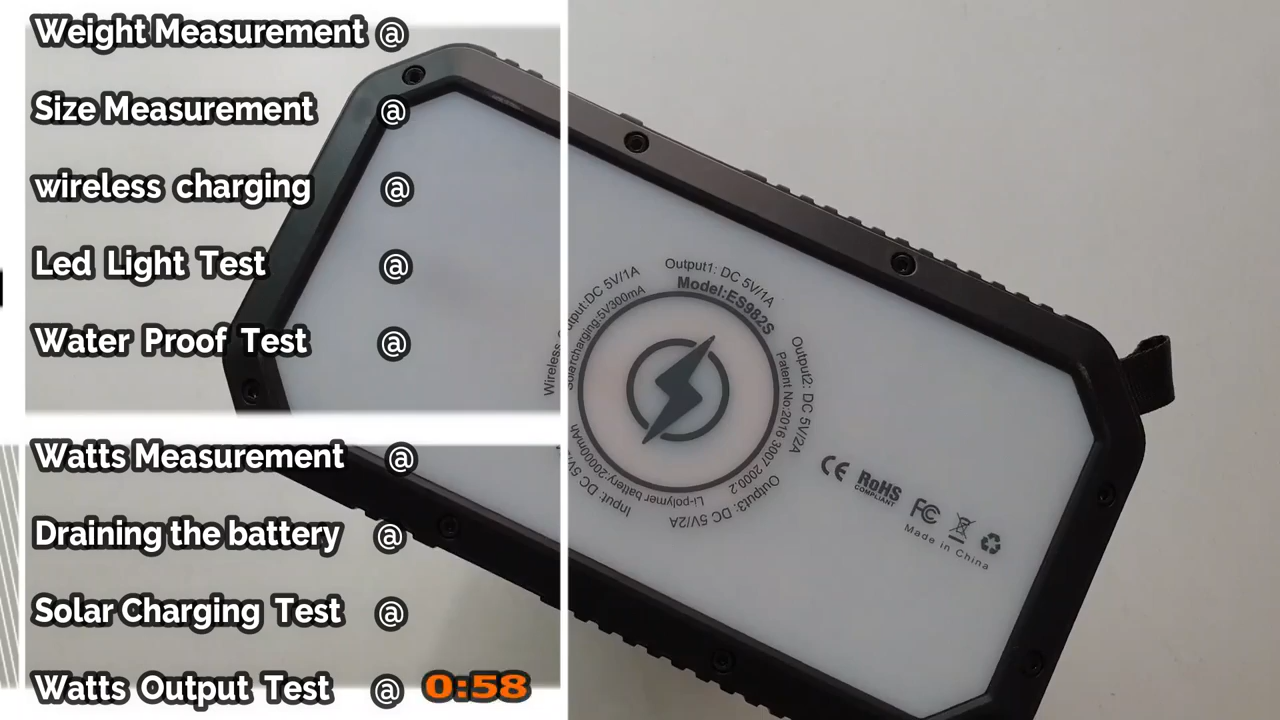 Weight Measurement @
Size Measurement @
wireless charging @
Led Light Test @
Water Proof Test @
Watts Measurement @
Draining the battery @
Solar Charging Test @
Watts Output Test @ 0:58
Output1: DC 5V/1A
Model:ES982S
Output2: DC 5V/2A
Patent No:2016 3007 2000.2
Output3: DC 5V/2A
Li-polymer battery:20000mAh
Input: DC 5V/
Wireless output:DC 5V/1A
Solarcharging:5V300mA
CE RoHS FC
COMPLIANT
Made in China